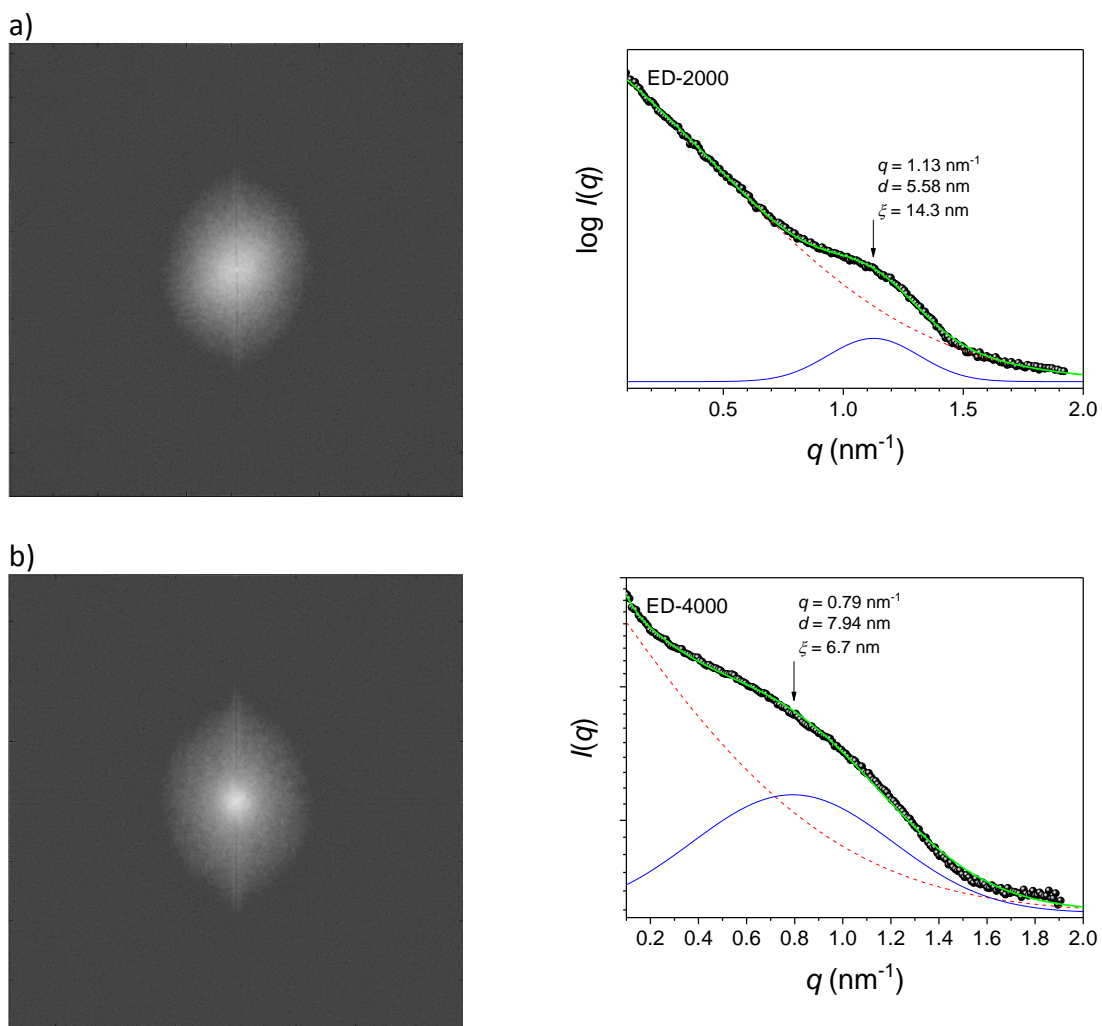 a)
ED-2000
q = 1.13 nm⁻¹
d = 5.58 nm
ξ = 14.3 nm
log I(q)
0.5 1.0 1.5 2.0
q (nm⁻¹)
b)
ED-4000
q = 0.79 nm⁻¹
d = 7.94 nm
ξ = 6.7 nm
I(q)
0.2 0.4 0.6 0.8 1.0 1.2 1.4 1.6 1.8 2.0
q (nm⁻¹)